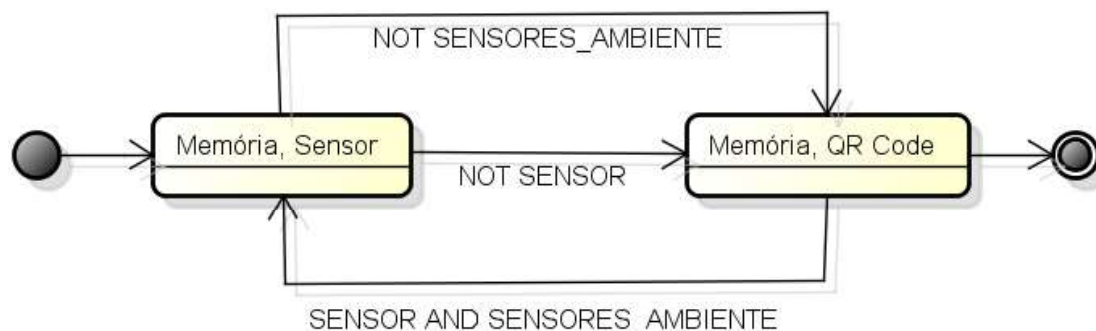 NOT SENSORES_AMBIENTE
Memória, Sensor
Memória, QR Code
NOT SENSOR
SENSOR AND SENSORES_AMBIENTE